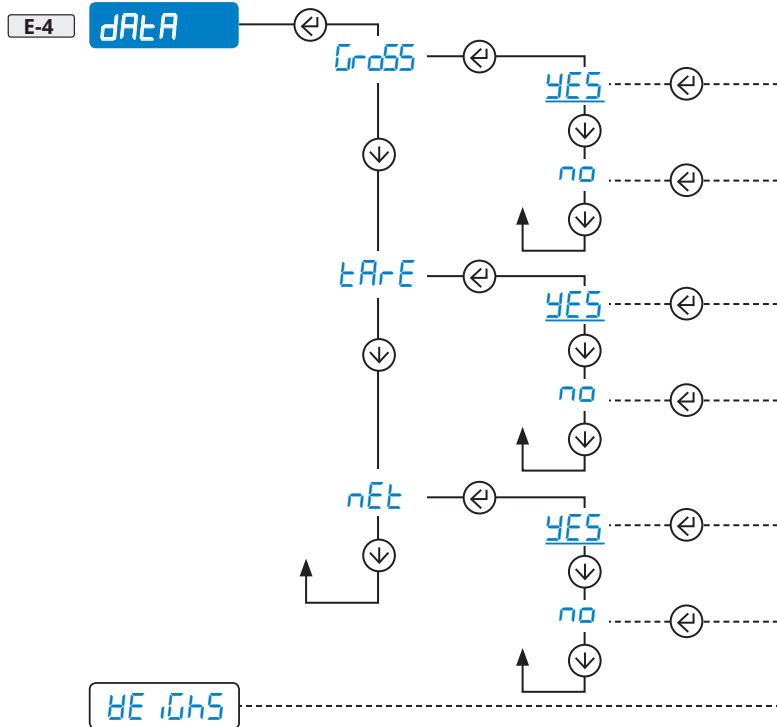 E-4 dAtA
GroSS
YES
no
tArE
YES
no
nEt
YES
no
WEiGhS